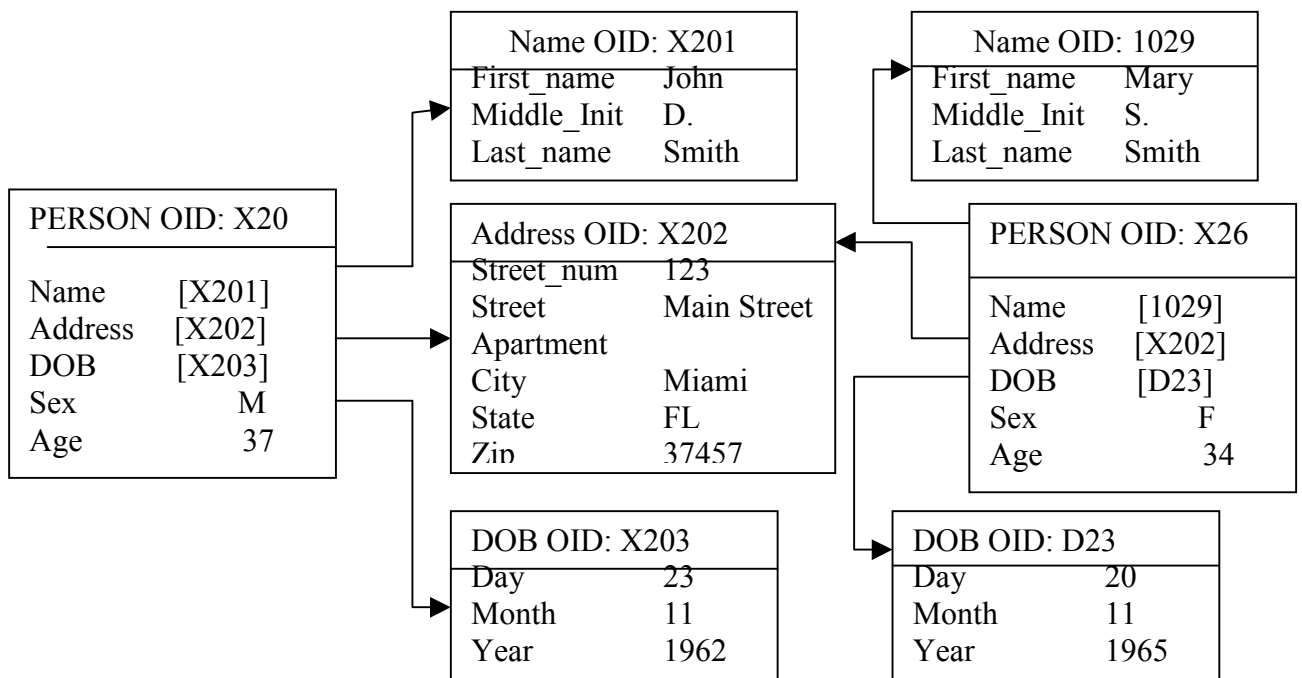 Name OID: X201
First_name John
Middle_Init D.
Last_name Smith
Name OID: 1029
First_name Mary
Middle_Init S.
Last_name Smith
PERSON OID: X20
Name [X201]
Address [X202]
DOB [X203]
Sex M
Age 37
Address OID: X202
Street_num 123
Street Main Street
Apartment
City Miami
State FL
Zip 37457
PERSON OID: X26
Name [1029]
Address [X202]
DOB [D23]
Sex F
Age 34
DOB OID: X203
Day 23
Month 11
Year 1962
DOB OID: D23
Day 20
Month 11
Year 1965